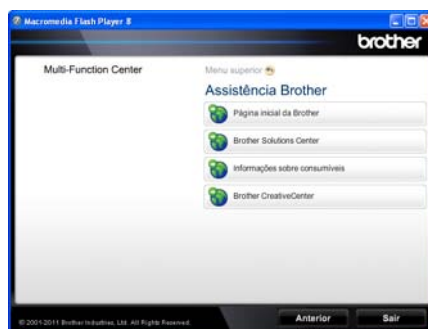 Macromedia Flash Player 8
brother
Multi-Function Center
Menu superior
Assistência Brother
Página inicial da Brother
Brother Solutions Center
Informações sobre consumíveis
Brother CreativeCenter
© 2001-2011 Brother Industries, Ltd. All Rights Reserved.
Anterior
Sair